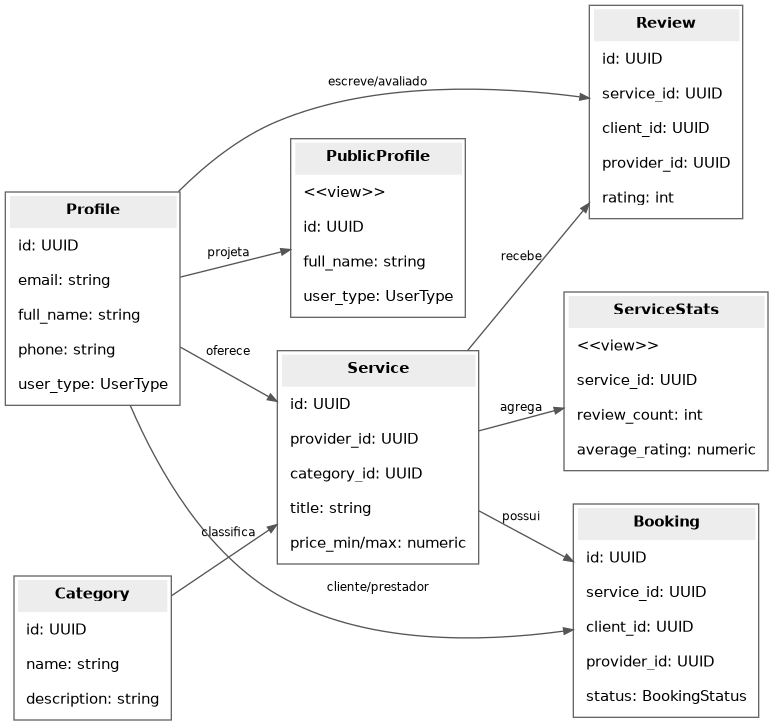 Review
id: UUID
service_id: UUID
client_id: UUID
provider_id: UUID
rating: int
escreve/avaliado
PublicProfile
<<view>>
id: UUID
full_name: string
user_type: UserType
Profile
id: UUID
email: string
full_name: string
phone: string
user_type: UserType
projeta
recebe
oferece
Service
id: UUID
provider_id: UUID
category_id: UUID
title: string
price_min/max: numeric
ServiceStats
<<view>>
service_id: UUID
review_count: int
average_rating: numeric
agrega
possui
classifica
cliente/prestador
Booking
id: UUID
service_id: UUID
client_id: UUID
provider_id: UUID
status: BookingStatus
Category
id: UUID
name: string
description: string